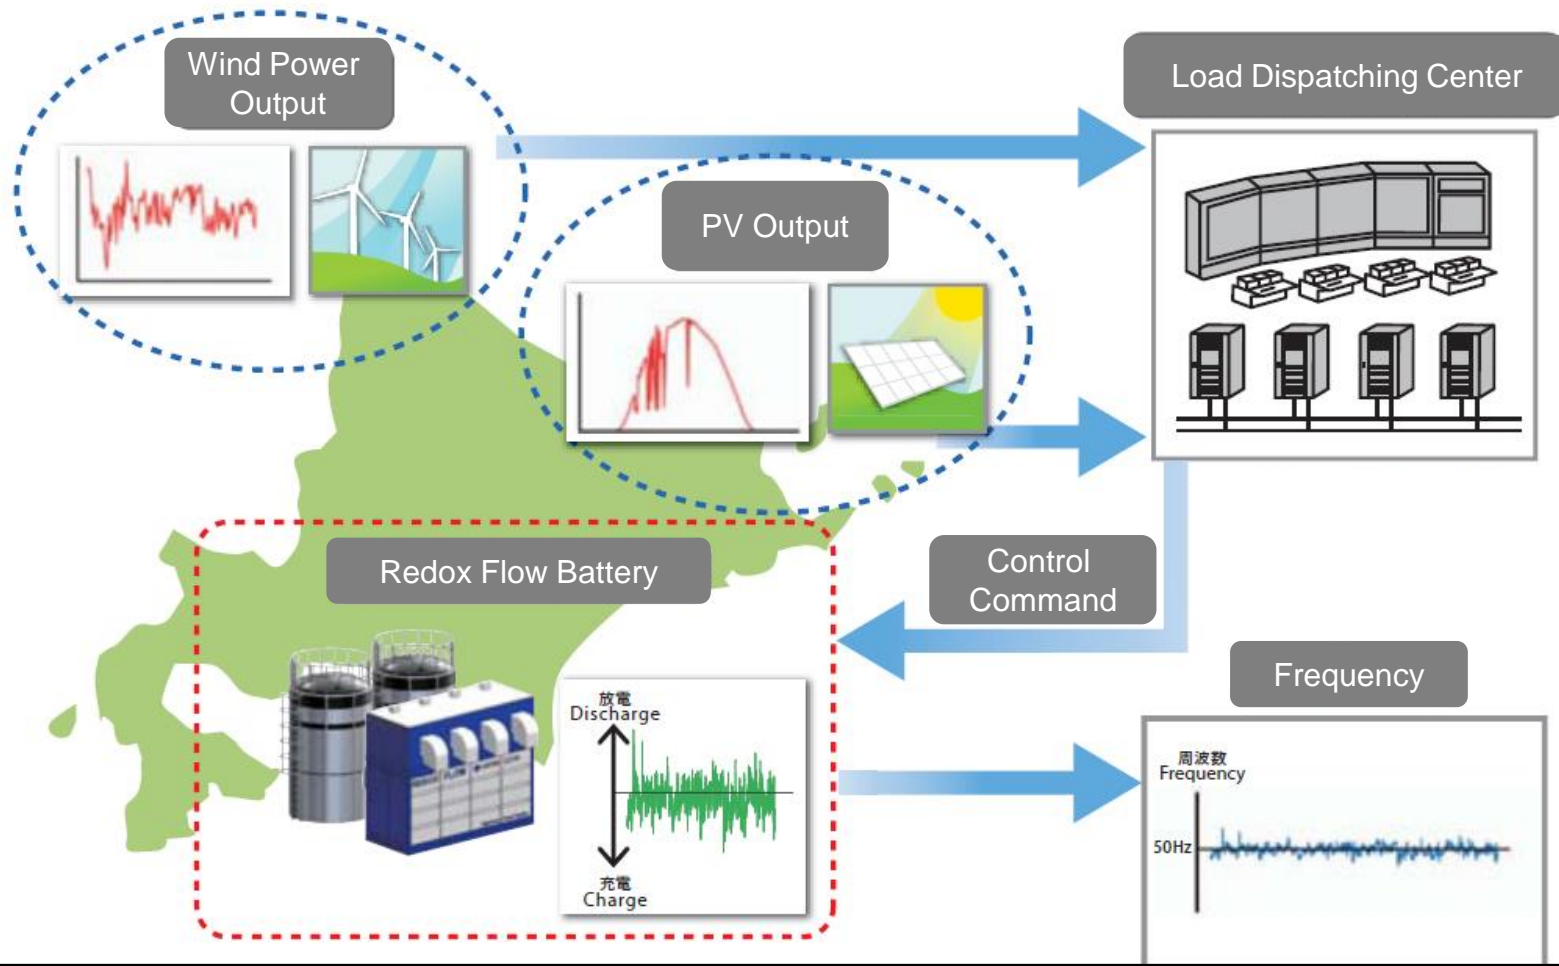 Wind Power
Output
Load Dispatching Center
PV Output
Redox Flow Battery
Control
Command
Frequency
放電
Discharge
充電
Charge
周波数
Frequency
50Hz